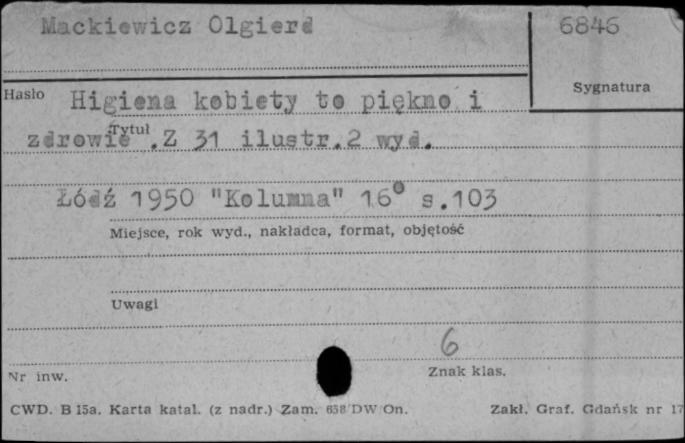 Mackiewicz Olgierd 6846
Sygnatura
Hasło Higiena kobiety to piękno i
Tytuł
zdrowie .Z 31 ilustr.2 wyd.
Łódź 1950 "Kolumna" 16° s.103
Miejsce, rok wyd., nakładca, format, objętość
Uwagi
6
Nr inw. Znak klas.
CWD. B 15a. Karta katal. (z nadr.) Zam. 658 DW On. Zakł. Graf. Gdańsk nr 17